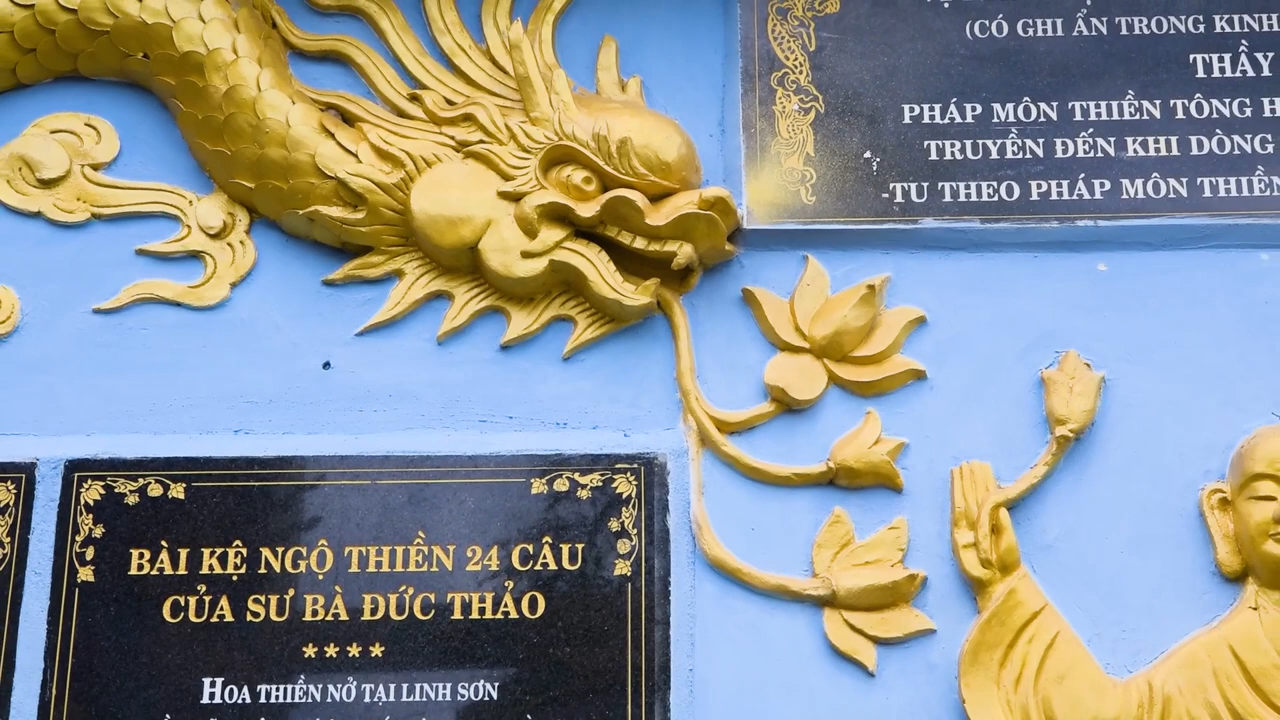 (CÓ GHI ẨN TRONG KINH
THẦY
PHÁP MÔN THIỀN TÔNG H
TRUYỀN ĐẾN KHI DÒNG
-TU THEO PHÁP MÔN THIỀN
BÀI KỆ NGỘ THIỀN 24 CÂU
CỦA SƯ BÀ ĐỨC THẢO
****
HOA THIỀN NỞ TẠI LINH SƠN